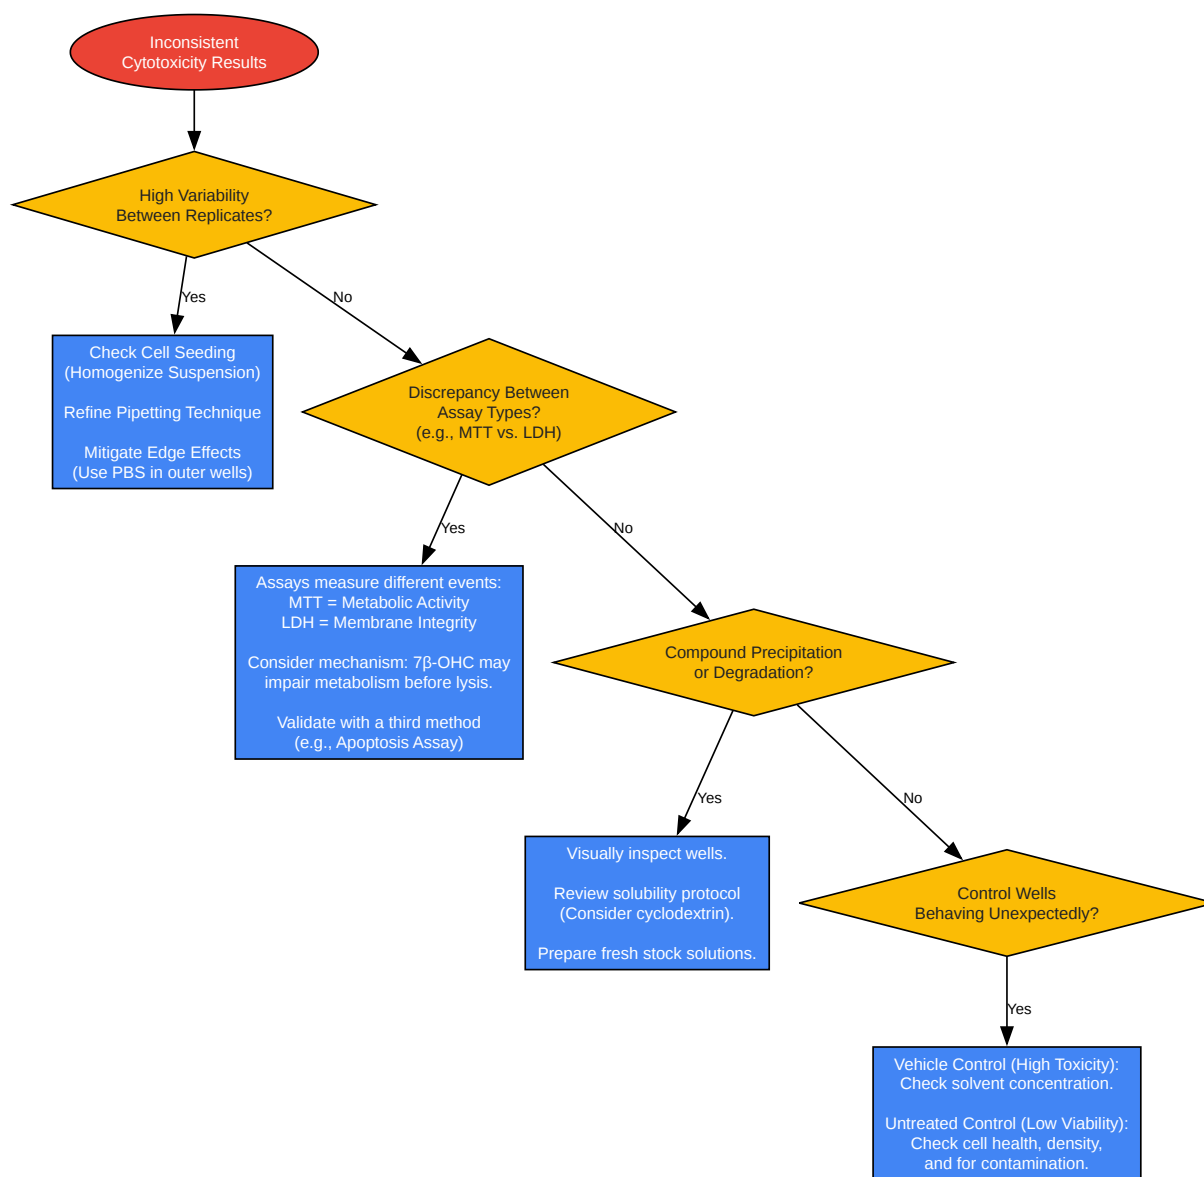 Inconsistent
Cytotoxicity Results
High Variability
Between Replicates?
Yes
No
Check Cell Seeding
(Homogenize Suspension)
Refine Pipetting Technique
Mitigate Edge Effects
(Use PBS in outer wells)
Discrepancy Between
Assay Types?
(e.g., MTT vs. LDH)
Yes
No
Assays measure different events:
MTT = Metabolic Activity
LDH = Membrane Integrity
Consider mechanism: 7β-OHC may
impair metabolism before lysis.
Validate with a third method
(e.g., Apoptosis Assay)
Compound Precipitation
or Degradation?
Yes
No
Visually inspect wells.
Review solubility protocol
(Consider cyclodextrin).
Prepare fresh stock solutions.
Control Wells
Behaving Unexpectedly?
Yes
Vehicle Control (High Toxicity):
Check solvent concentration.
Untreated Control (Low Viability):
Check cell health, density,
and for contamination.